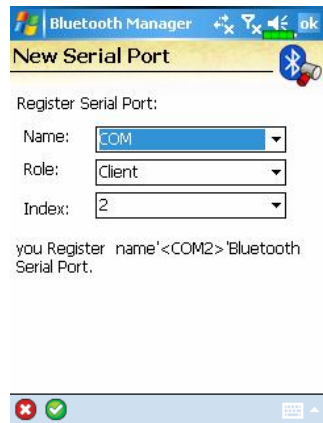 Bluetooth Manager ok
New Serial Port
Register Serial Port:
Name: COM
Role: Client
Index: 2
you Regis  name'<COM2>'Bluetooth
Serial Port.